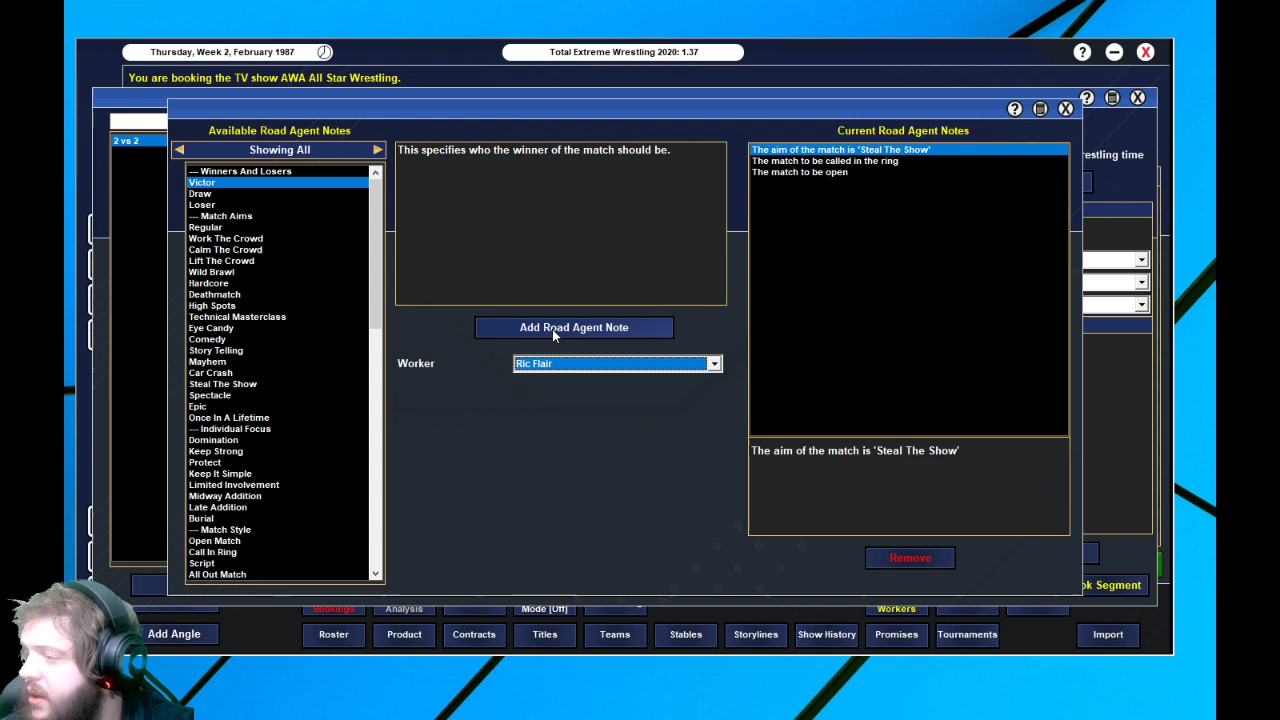 Thursday, Week 2, February 1987
Total Extreme Wrestling 2020: 1.37
?
X
You are booking the TV show AWA All Star Wrestling.
?
X
?
X
2 vs 2
Available Road Agent Notes
Showing All
--- Winners And Losers
Victor
Draw
Loser
--- Match Aims
Regular
Work The Crowd
Calm The Crowd
Lift The Crowd
Wild Brawl
Hardcore
Deathmatch
High Spots
Technical Masterclass
Eye Candy
Comedy
Story Telling
Mayhem
Car Crash
Steal The Show
Spectacle
Epic
Once In A Lifetime
--- Individual Focus
Domination
Keep Strong
Protect
Keep It Simple
Limited Involvement
Midway Addition
Late Addition
Burial
--- Match Style
Open Match
Call In Ring
Script
All Out Match
This specifies who the winner of the match should be.
Add Road Agent Note
Worker
Ric Flair
Current Road Agent Notes
The aim of the match is 'Steal The Show'
The match to be called in the ring
The match to be open
The aim of the match is 'Steal The Show'
Remove
restling time
ok Segment
Bookings
Analysis
Mode [Off]
Workers
Add Angle
Roster
Product
Contracts
Titles
Teams
Stables
Storylines
Show History
Promises
Tournaments
Import